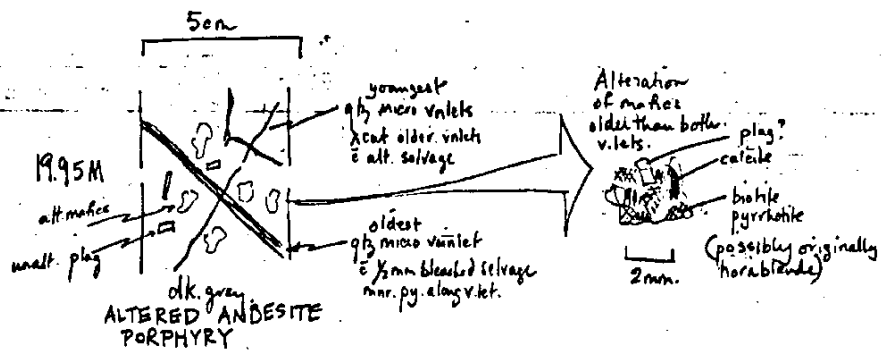 5cm
youngest
qtz micro vnlets
xcut older vnlets
c̄ alt. selvage
19.95M
alt. mafics
unalt. plag
oldest
qtz micro vnnlet
c̄ ½mm bleached selvage
mnr. py. along v.let.
dk. gray.
ALTERED ANDESITE
PORPHYRY
Alteration
of mafics
older than both
v.lets.
plag?
calcite
biotite
pyrrhotite
(possibly originally
hornblende)
2mm.